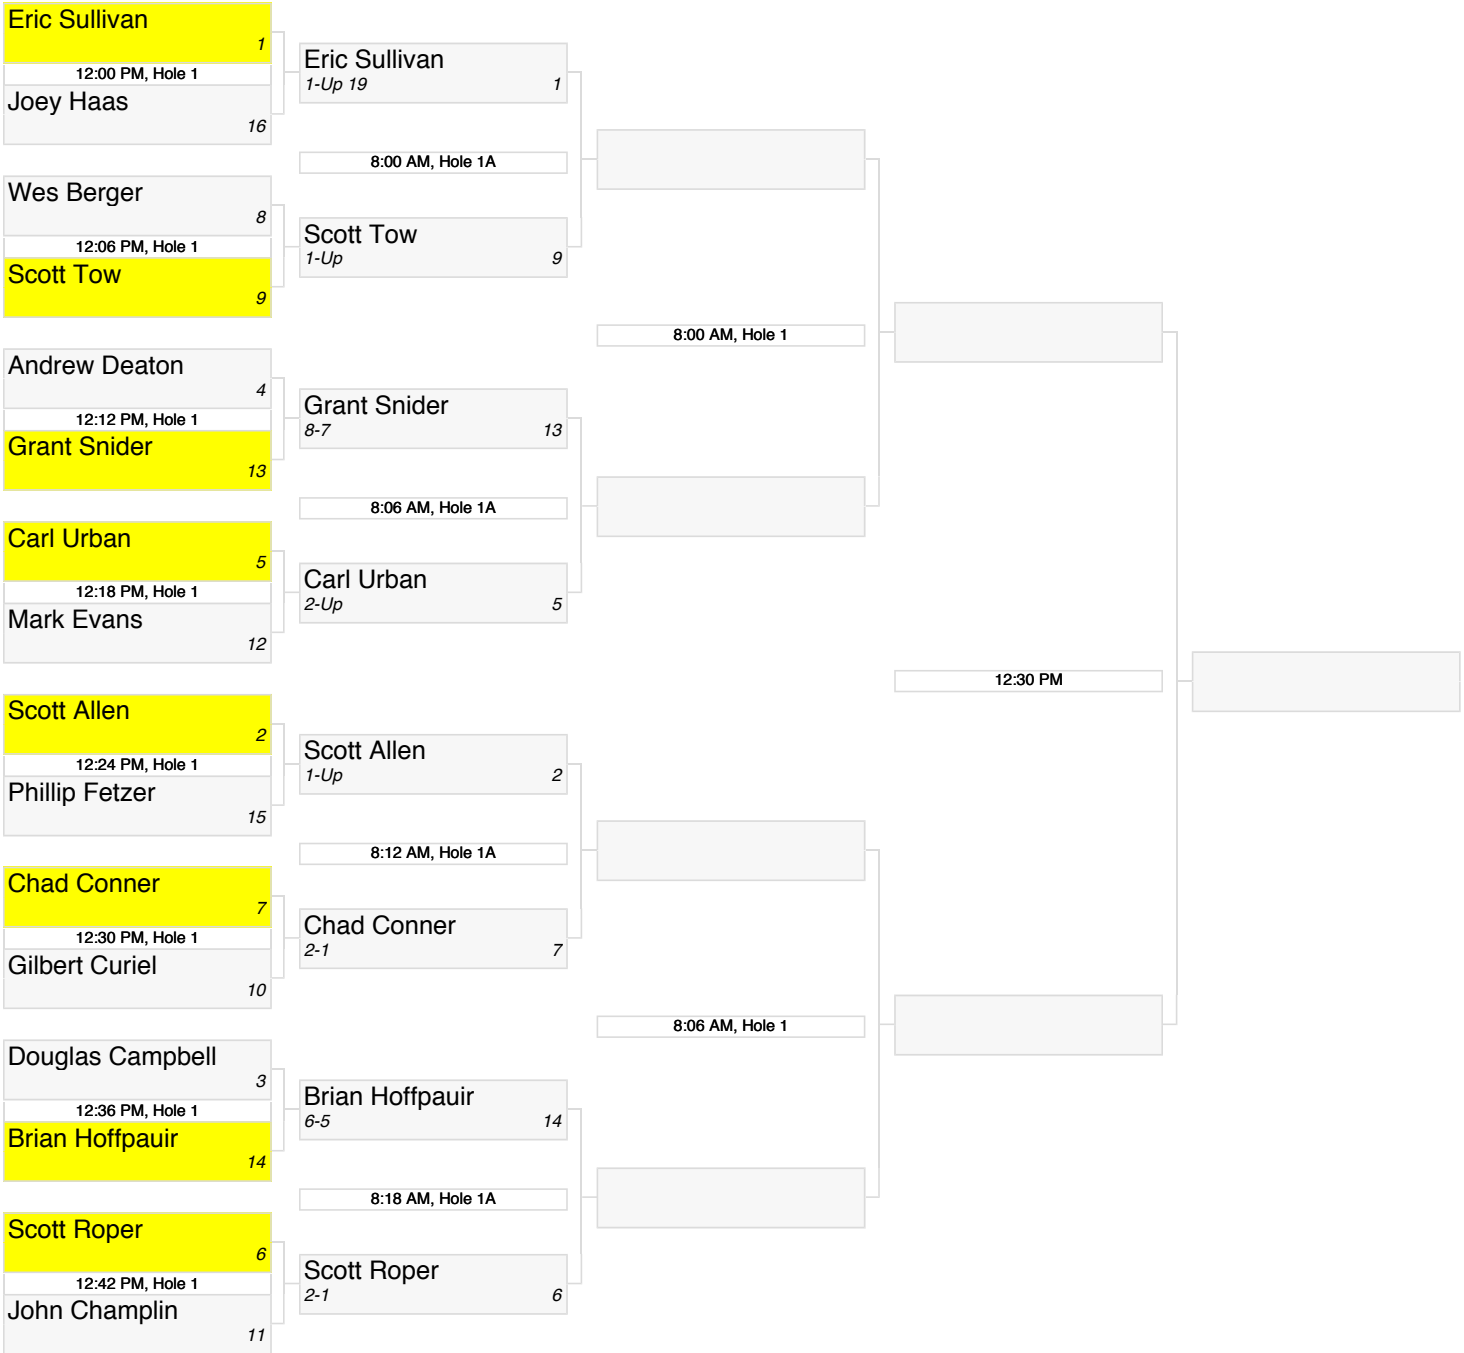 Eric Sullivan
1
12:00 PM, Hole 1
Joey Haas
16
Wes Berger
8
12:06 PM, Hole 1
Scott Tow
9
Andrew Deaton
4
12:12 PM, Hole 1
Grant Snider
13
Carl Urban
5
12:18 PM, Hole 1
Mark Evans
12
Scott Allen
2
12:24 PM, Hole 1
Phillip Fetzer
15
Chad Conner
7
12:30 PM, Hole 1
Gilbert Curiel
10
Douglas Campbell
3
12:36 PM, Hole 1
Brian Hoffpauir
14
Scott Roper
6
12:42 PM, Hole 1
John Champlin
11
Eric Sullivan
1-Up 19 1
8:00 AM, Hole 1A
Scott Tow
1-Up 9
Grant Snider
8-7 13
8:06 AM, Hole 1A
Carl Urban
2-Up 5
Scott Allen
1-Up 2
8:12 AM, Hole 1A
Chad Conner
2-1 7
Brian Hoffpauir
6-5 14
8:18 AM, Hole 1A
Scott Roper
2-1 6
8:00 AM, Hole 1
8:06 AM, Hole 1
12:30 PM